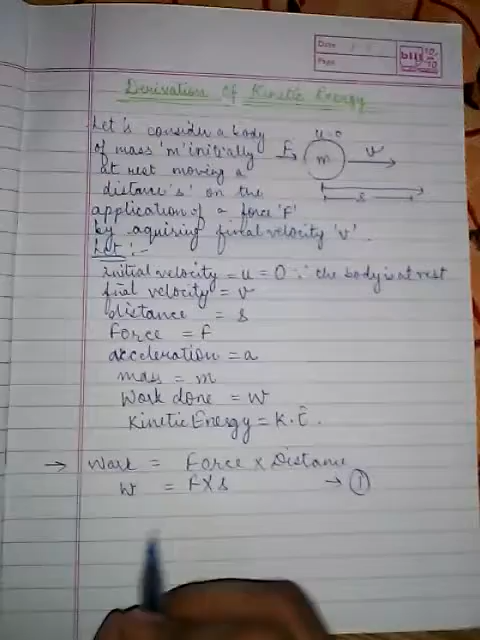 Date
Page
Derivation of Kinetic Energy
Let's consider a body
of mass 'm' initially
at rest moving a
distance 's' on the
application of a force 'F'
by aquiring final velocity 'v'.
u=0
F
m
v
s
Let :-
Initial velocity = u = 0 ∵ the body is at rest
final velocity = v
distance = s
Force = F
acceleration = a
mass = m
Work done = W
Kinetic Energy = K.E.
→ Work = Force × Distance
W = F×s → ①